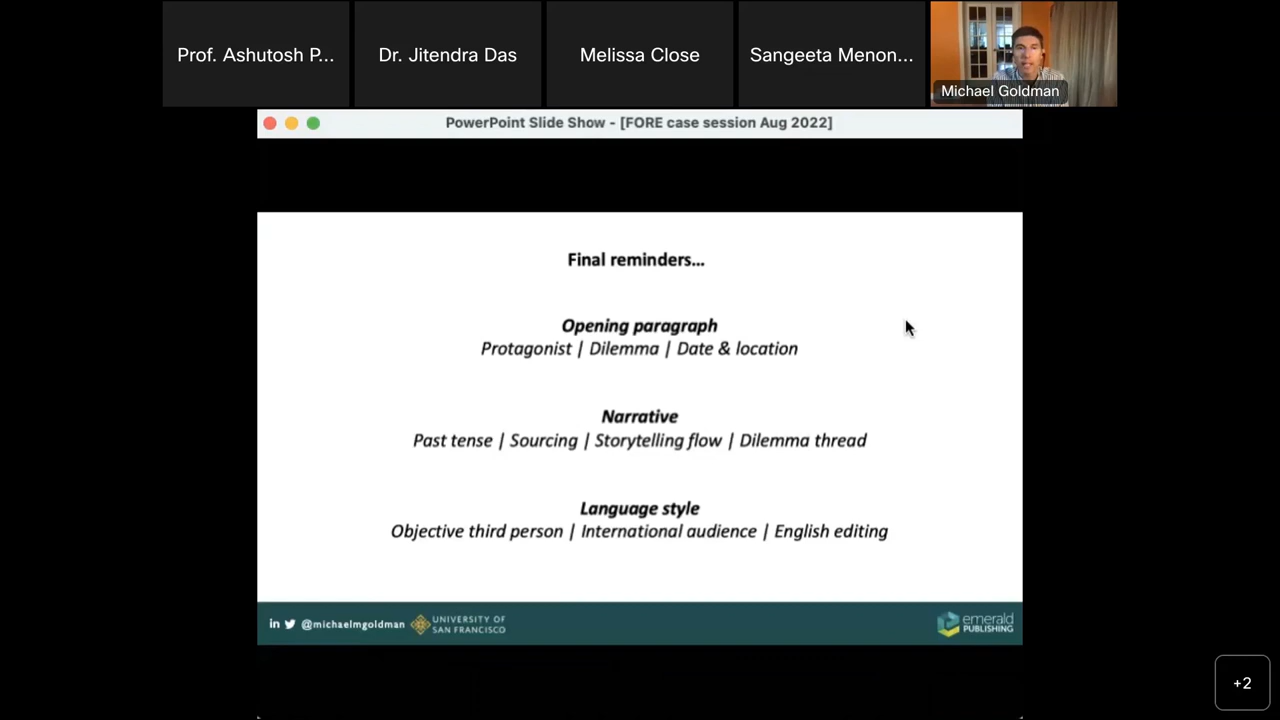 Prof. Ashutosh P...
Dr. Jitendra Das
Melissa Close
Sangeeta Menon...
Michael Goldman
PowerPoint Slide Show - [FORE case session Aug 2022]
Final reminders...
Opening paragraph
Protagonist | Dilemma | Date & location
Narrative
Past tense | Sourcing | Storytelling flow | Dilemma thread
Language style
Objective third person | International audience | English editing
in @michaelmgoldman
UNIVERSITY OF
SAN FRANCISCO
emerald
PUBLISHING
+2